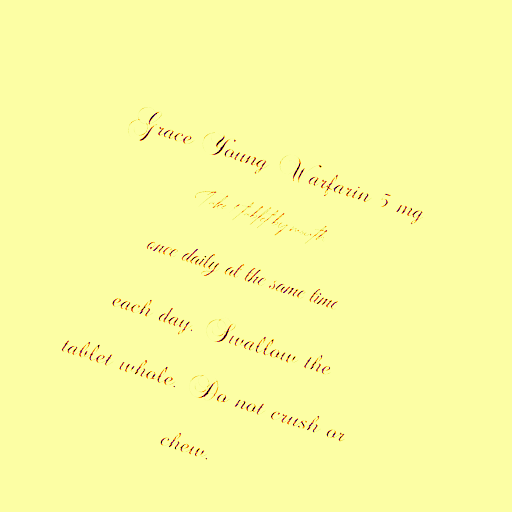 Grace Young Warfarin 5 mg
Take
once daily at the same time
each day. Swallow the
tablet whole. Do not crush or
chew.